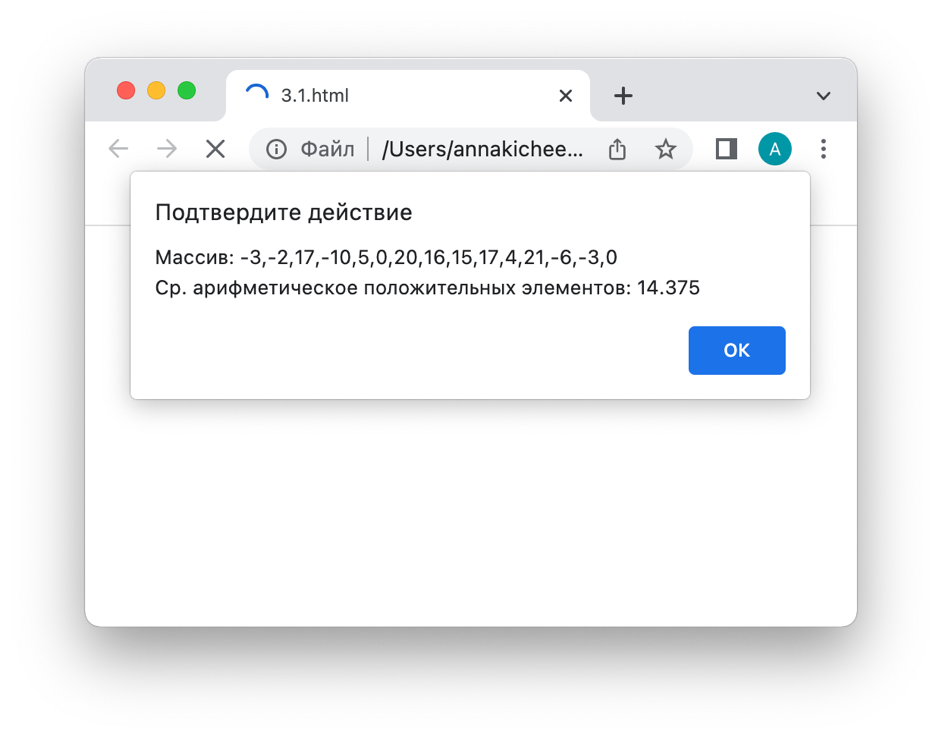 3.1.html
Файл /Users/annakichee...
A
Подтвердите действие
Массив: -3,-2,17,-10,5,0,20,16,15,17,4,21,-6,-3,0
Ср. арифметическое положительных элементов: 14.375
ОК